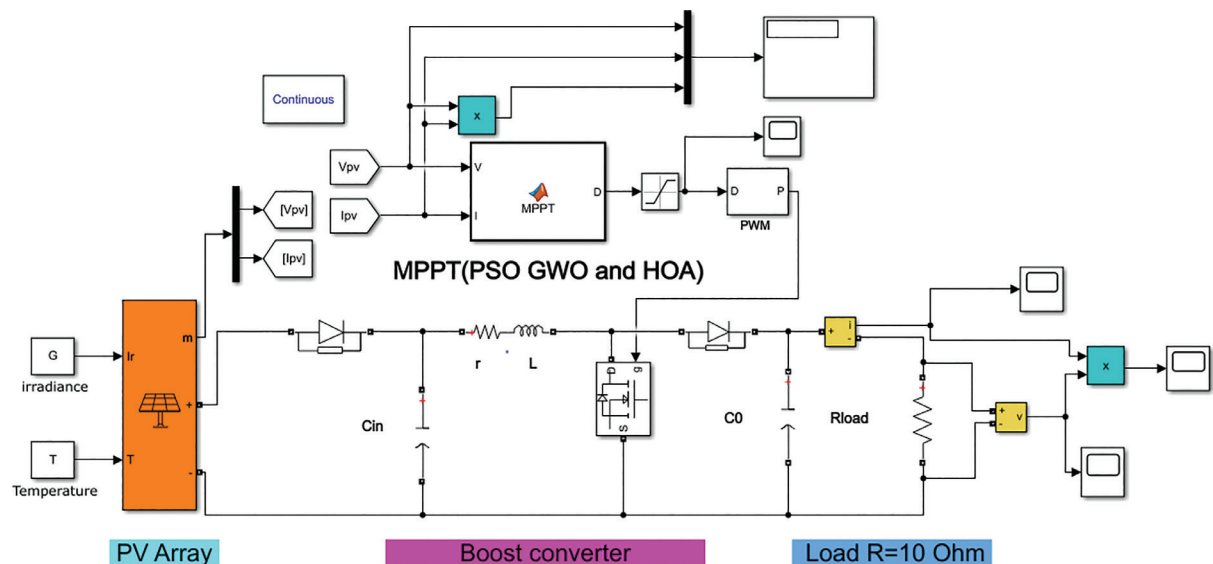 Continuous
x
Vpv
Ipv
V
I
D
MPPT
D
P
PWM
[Vpv]
[Ipv]
MPPT(PSO GWO and HOA)
G
irradiance
T
Temperature
Ir
T
m
+
-
r
L
Cin
g
D
S
C0
+
i
-
Rload
+
-
v
x
PV Array
Boost converter
Load R=10 Ohm